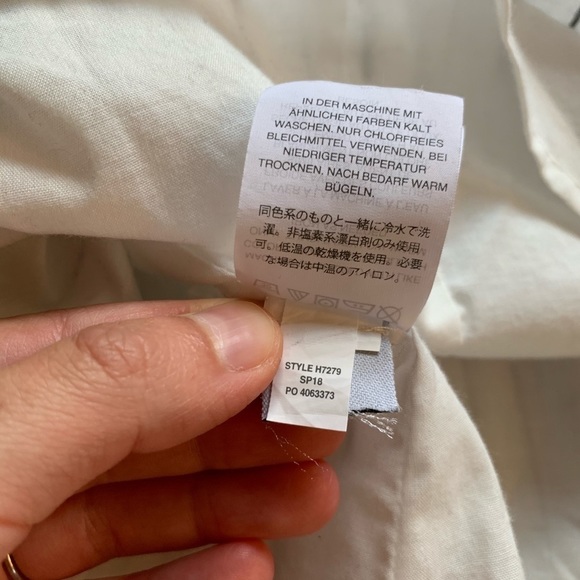 IN DER MASCHINE MIT
ÄHNLICHEN FARBEN KALT
WASCHEN. NUR CHLORFREIES
BLEICHMITTEL VERWENDEN. BEI
NIEDRIGER TEMPERATUR
TROCKNEN. NACH BEDARF WARM
BÜGELN.
同色系のものと一緒に冷水で洗
濯。非塩素系漂白剤のみ使用
可。低温の乾燥機を使用。必要
な場合は中温のアイロン。
STYLE H7279
SP18
PO 4063373